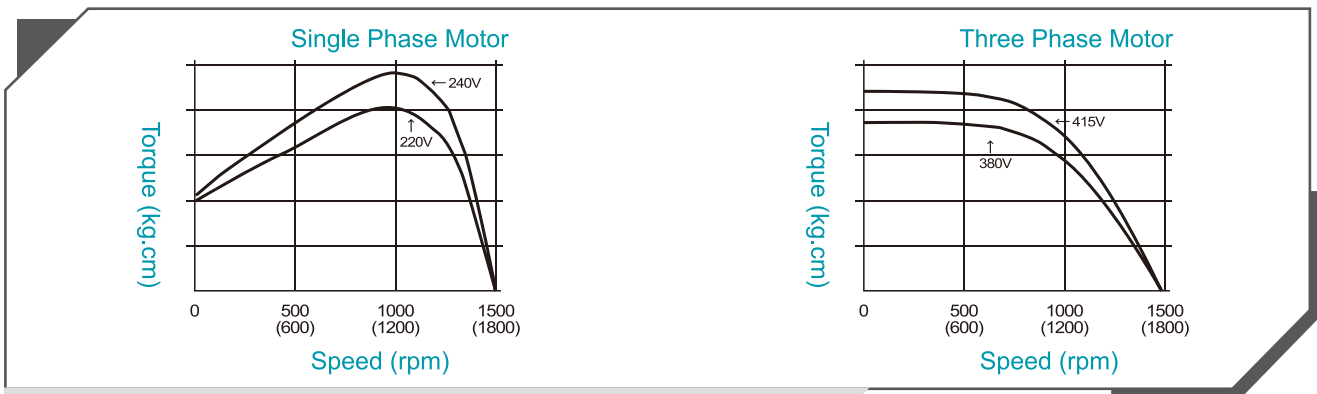 Single Phase Motor
Torque (kg.cm)
←240V
↑
220V
0 500 1000 1500
(600) (1200) (1800)
Speed (rpm)
Three Phase Motor
Torque (kg.cm)
←415V
↑
380V
0 500 1000 1500
(600) (1200) (1800)
Speed (rpm)